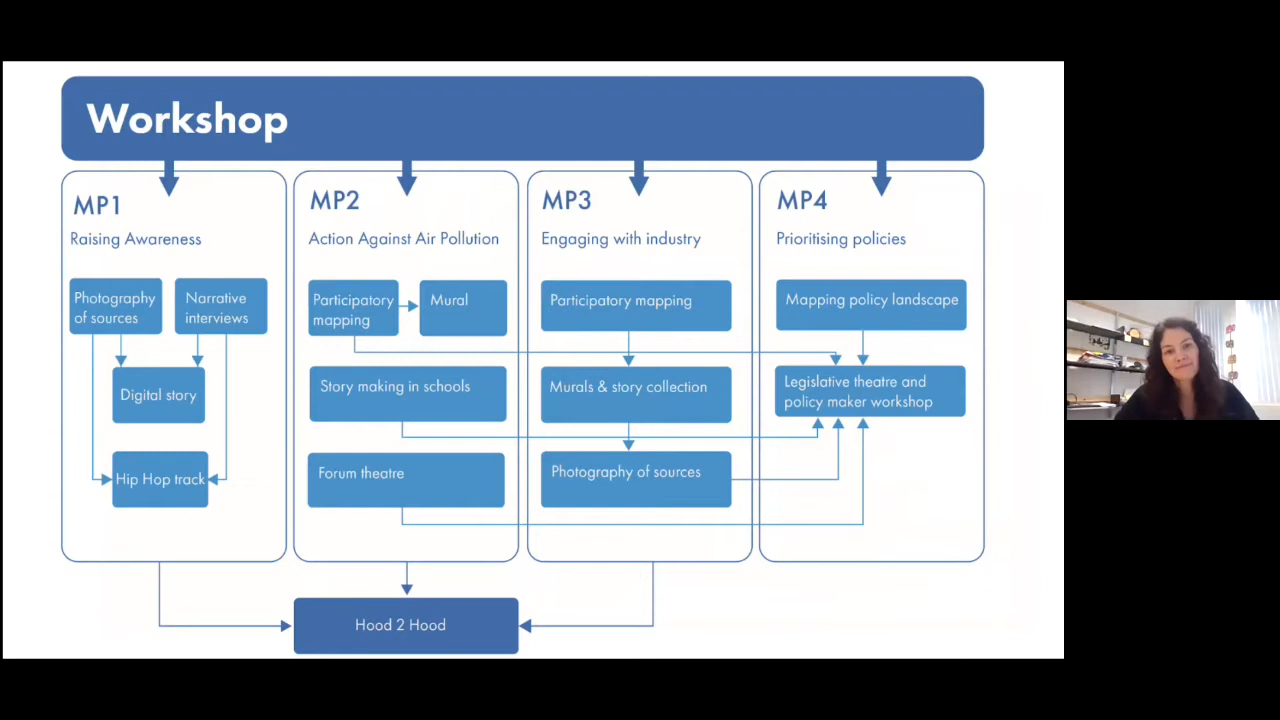 Workshop
MP1
Raising Awareness
Photography
of sources
Narrative
interviews
Digital story
Hip Hop track
MP2
Action Against Air Pollution
Participatory
mapping
Mural
Story making in schools
Forum theatre
MP3
Engaging with industry
Participatory mapping
Murals & story collection
Photography of sources
MP4
Prioritising policies
Mapping policy landscape
Legislative theatre and
policy maker workshop
Hood 2 Hood